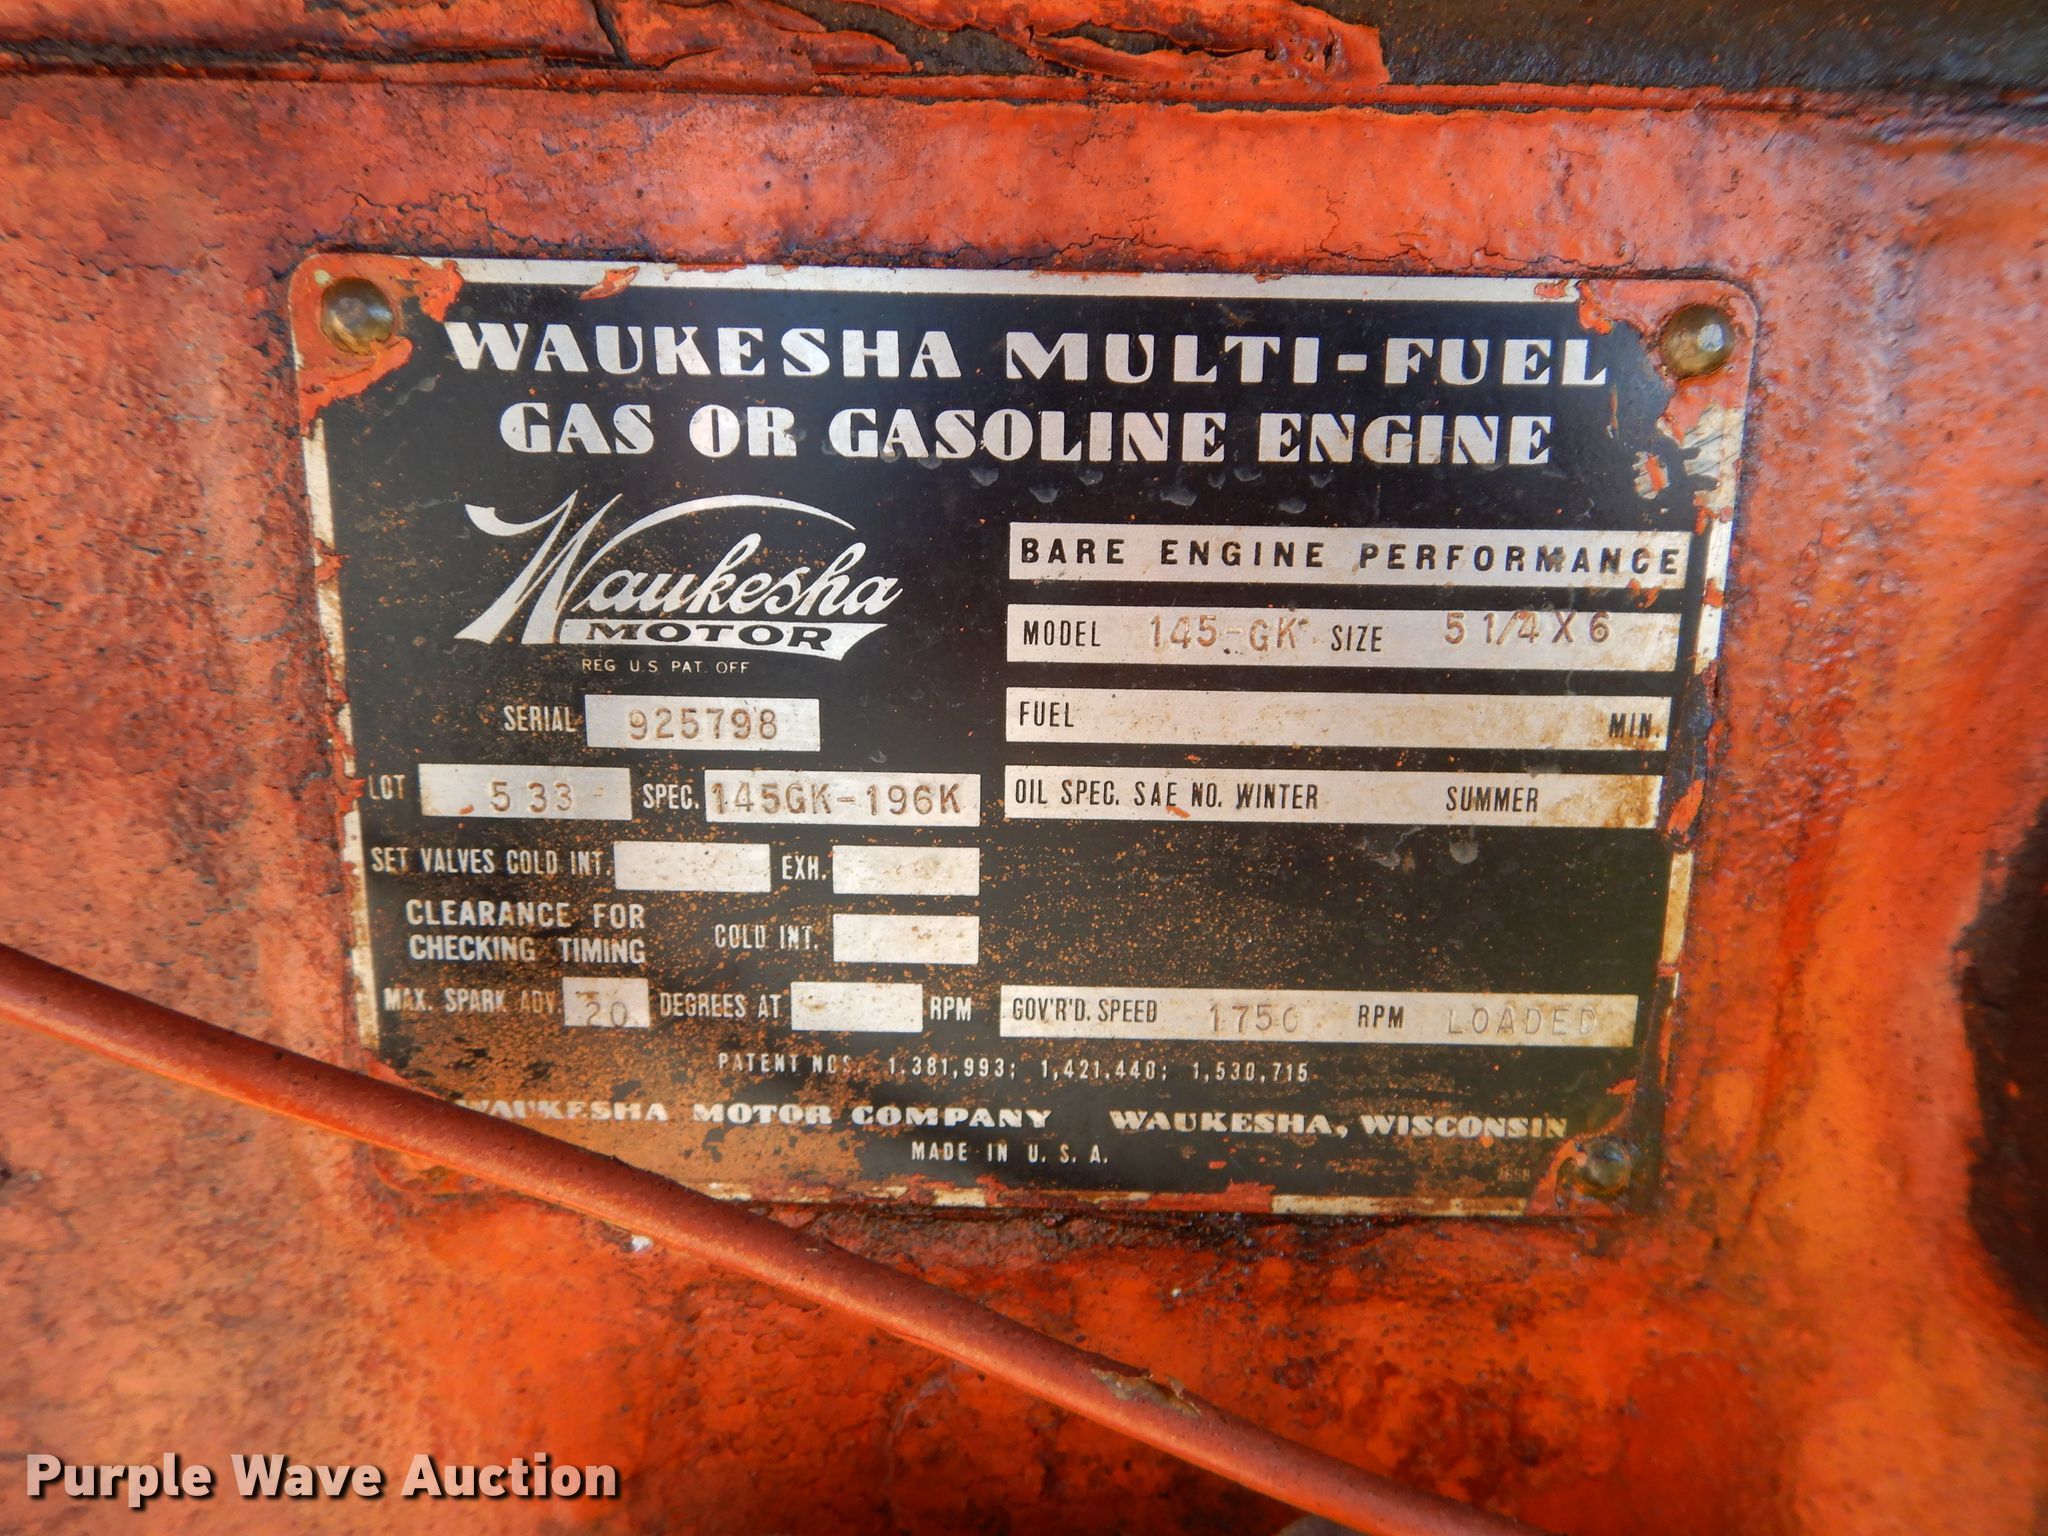 WAUKESHA MULTI-FUEL
GAS OR GASOLINE ENGINE
Waukesha
MOTOR
REG U.S. PAT. OFF
SERIAL 925798
LOT 533 SPEC. 145GK-196K
SET VALVES COLD INT. EXH.
CLEARANCE FOR
CHECKING TIMING COLD INT.
MAX. SPARK ADV. 20 DEGREES AT RPM
BARE ENGINE PERFORMANCE
MODEL 145-GK SIZE 5 1/4 X 6
FUEL MIN.
OIL SPEC. SAE NO. WINTER SUMMER
GOV'R'D. SPEED 1750 RPM LOADED
PATENT NOS. 1,381,993; 1,421,440; 1,530,715
WAUKESHA MOTOR COMPANY WAUKESHA, WISCONSIN
MADE IN U. S. A.
Purple Wave Auction